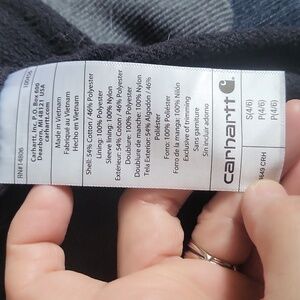 carhartt
S(4/6)
P(4/6)
P(4/6)
Shell: 54% Cotton / 46% Polyester
Lining: 100% Polyester
Sleeve lining: 100% Nylon
Extérieur: 54% Coton / 46% Polyester
Doublure: 100% Polyester
Doublure de manche: 100% Nylon
Tela Exterior: 54% Algodón / 46%
Poliéster
Forro: 100% Poliéster
Forro de la manga: 100% Nilón
Exclusive of trimming
Sans garniture
Sin incluir adorno
Made in Vietnam
Fabriqué au Vietnam
Hecho en Vietnam
Carhartt, Inc. P.O. Box 600
Dearborn, MI 48121 USA
carhartt.com
RN#14806